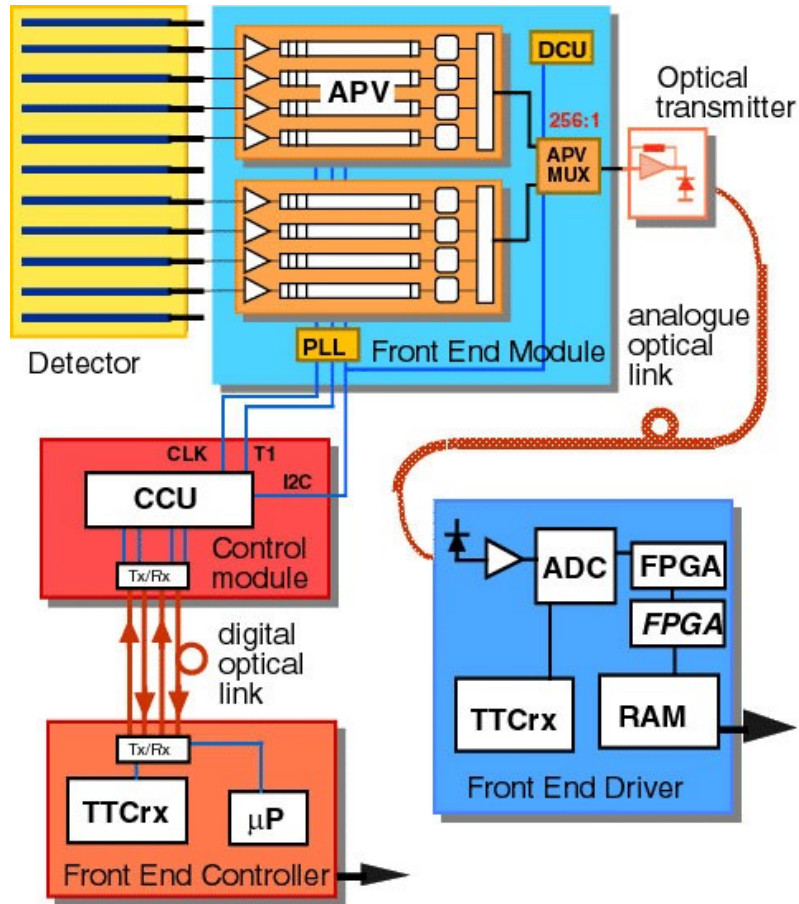 DCU
APV
Optical
transmitter
256:1
APV
MUX
PLL
Front End Module
Detector
analogue
optical
link
CLK
T1
I2C
CCU
Control
module
Tx/Rx
ADC
FPGA
FPGA
digital
optical
link
TTCrx
RAM
Front End Driver
Tx/Rx
TTCrx
µP
Front End Controller